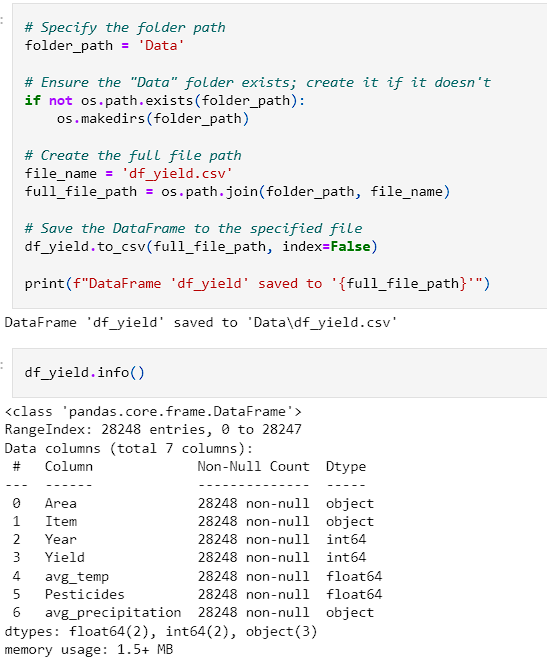 # Specify the folder path
folder_path = 'Data'
# Ensure the "Data" folder exists; create it if it doesn't
if not os.path.exists(folder_path):
    os.makedirs(folder_path)
# Create the full file path
file_name = 'df_yield.csv'
full_file_path = os.path.join(folder_path, file_name)
# Save the DataFrame to the specified file
df_yield.to_csv(full_file_path, index=False)
print(f"DataFrame 'df_yield' saved to '{full_file_path}'")
DataFrame 'df_yield' saved to 'Data\df_yield.csv'
df_yield.info()
<class 'pandas.core.frame.DataFrame'>
RangeIndex: 28248 entries, 0 to 28247
Data columns (total 7 columns):
 #   Column             Non-Null Count  Dtype
---  ------             --------------  -----
 0   Area               28248 non-null  object
 1   Item               28248 non-null  object
 2   Year               28248 non-null  int64
 3   Yield              28248 non-null  int64
 4   avg_temp           28248 non-null  float64
 5   Pesticides         28248 non-null  float64
 6   avg_precipitation  28248 non-null  object
dtypes: float64(2), int64(2), object(3)
memory usage: 1.5+ MB